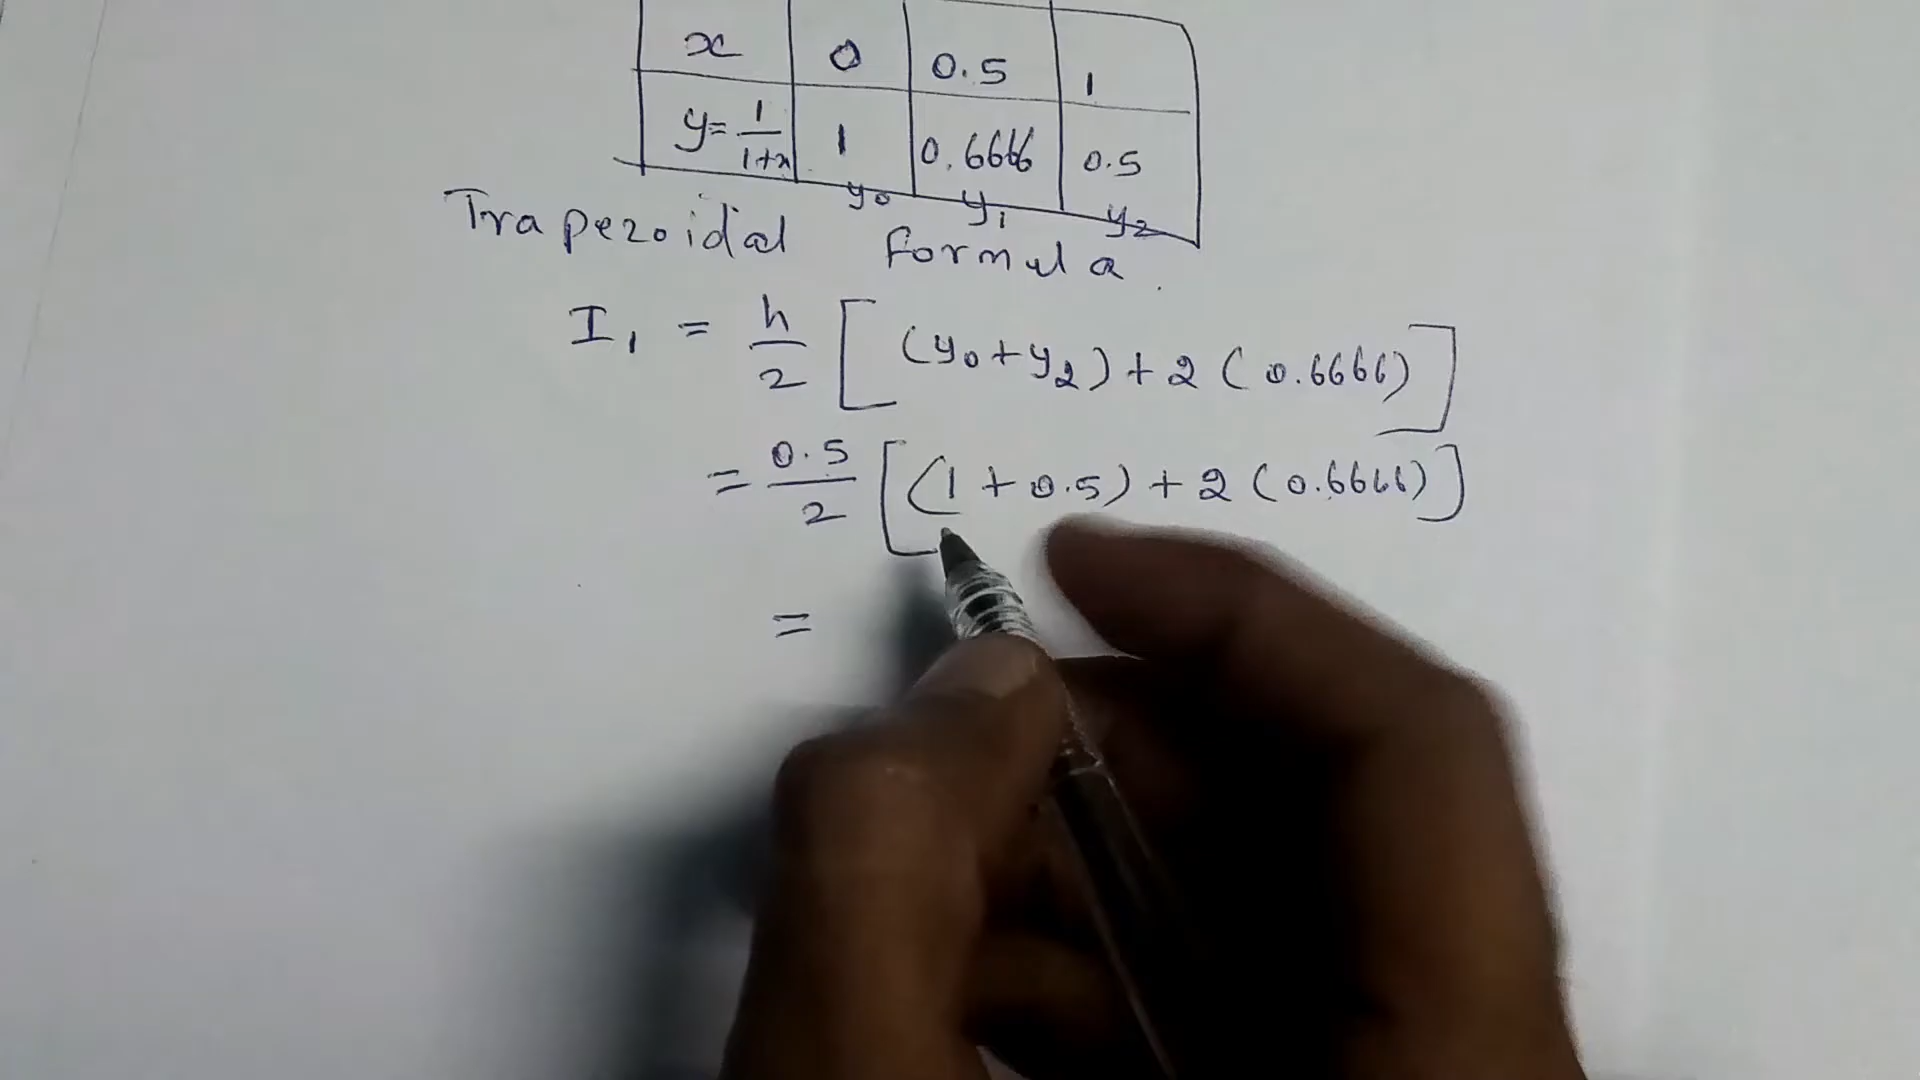 x 0 0.5 1
y=1/1+x 1 0.6666 0.5
y0 y1 y2
Trapezoidal formula.
I1 = h/2 [(y0+y2)+2(0.6666)]
= 0.5/2 [(1+0.5)+2(0.6666)]
=